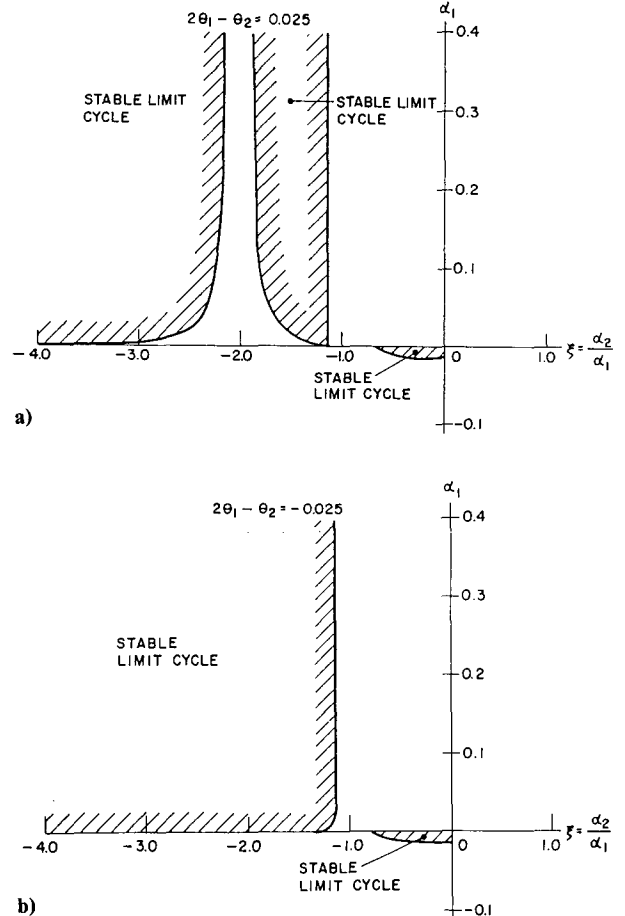 α₁
2θ₁ − θ₂ = 0.025
0.4
STABLE LIMIT
CYCLE
STABLE LIMIT
CYCLE
0.3
0.2
0.1
−4.0 −3.0 −2.0 −1.0 0 1.0 ξ = α₂/α₁
STABLE
LIMIT CYCLE
−0.1
a)
α₁
2θ₁ − θ₂ = −0.025
0.4
0.3
STABLE
LIMIT CYCLE
0.2
0.1
−4.0 −3.0 −2.0 −1.0 0 1.0 ξ = α₂/α₁
STABLE
LIMIT CYCLE
−0.1
b)